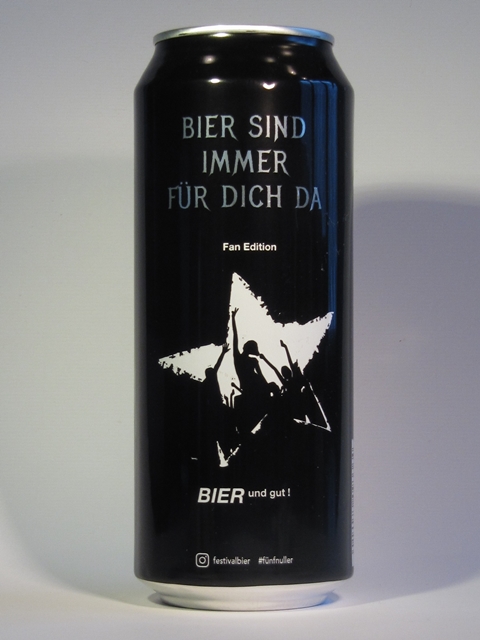 BIER SIND
IMMER
FÜR DICH DA
Fan Edition
BIER und gut !
festivalbier #fünfnuller